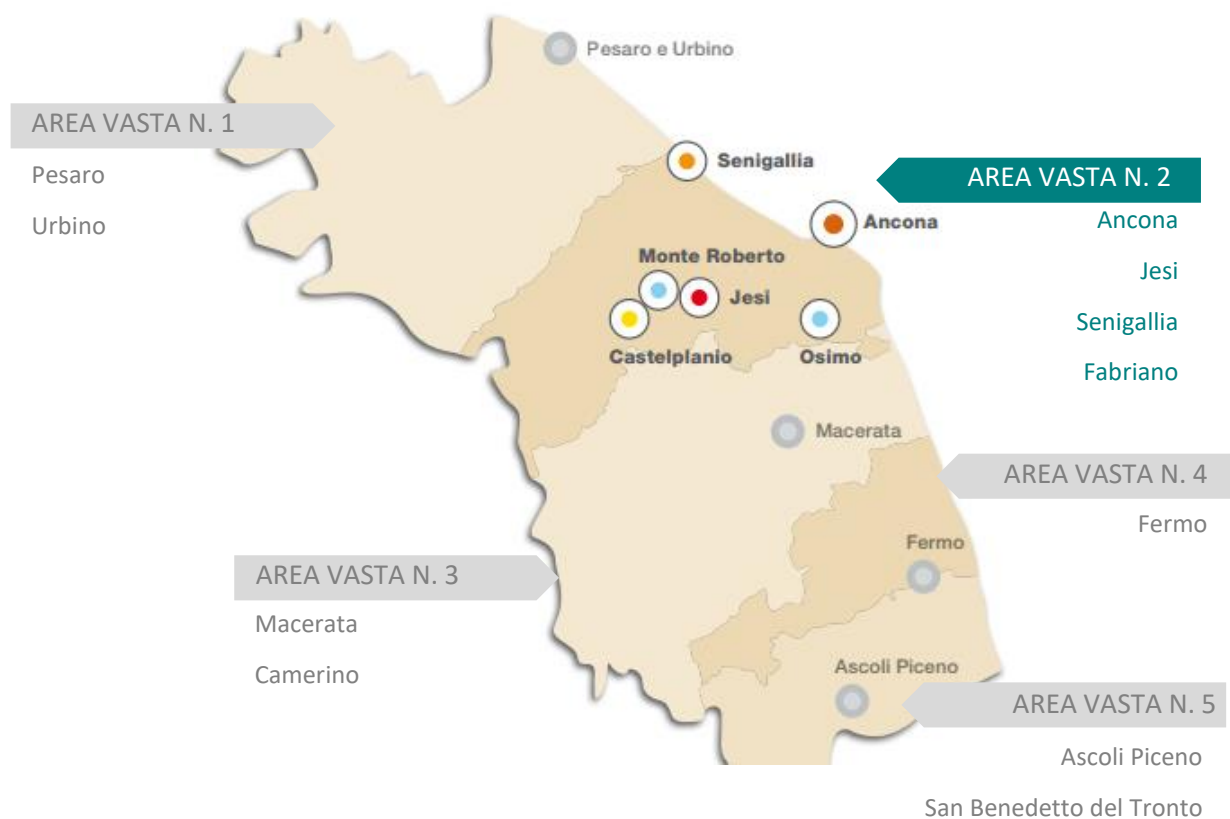 Pesaro e Urbino
AREA VASTA N. 1
Pesaro
Urbino
Senigallia
AREA VASTA N. 2
Ancona
Ancona
Jesi
Senigallia
Fabriano
Monte Roberto
Jesi
Castelplanio
Osimo
Macerata
AREA VASTA N. 4
Fermo
Fermo
AREA VASTA N. 3
Macerata
Camerino
Ascoli Piceno
AREA VASTA N. 5
Ascoli Piceno
San Benedetto del Tronto